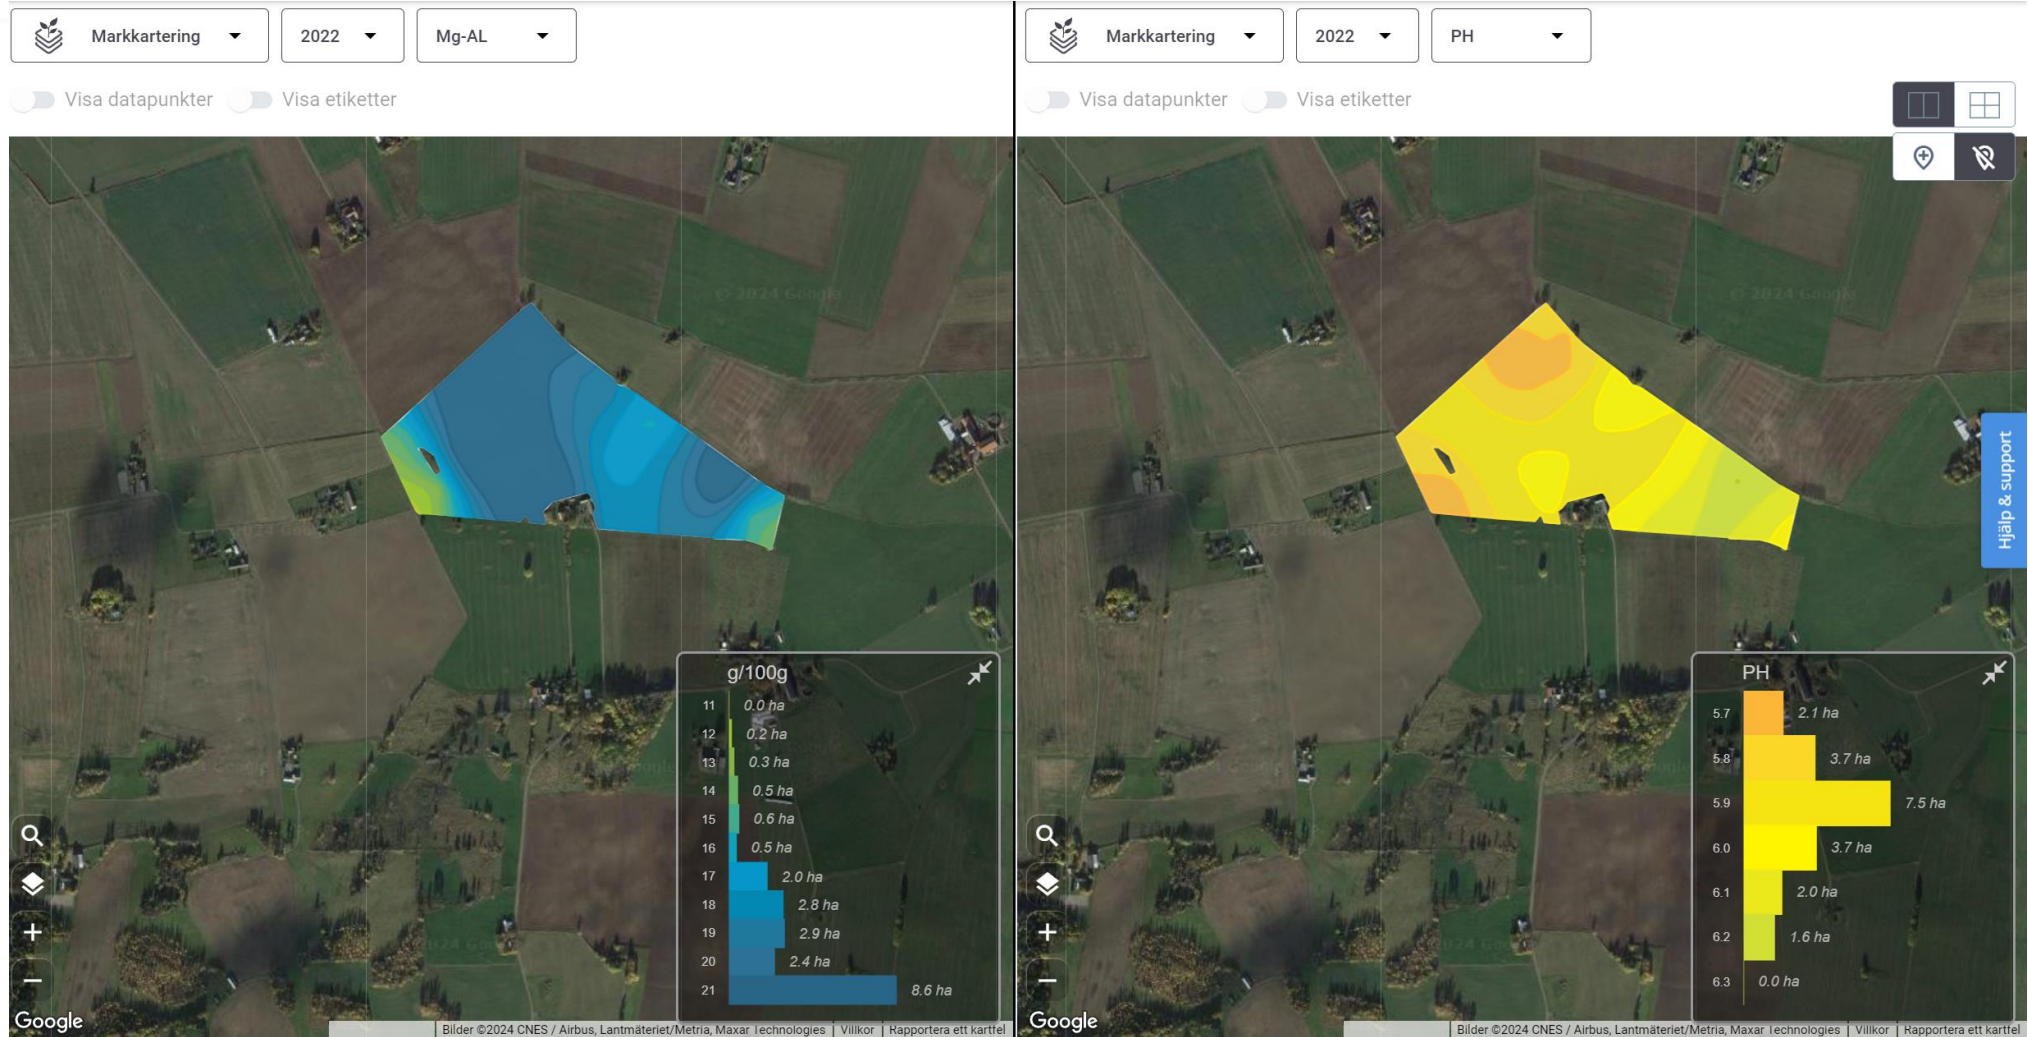 Markkartering
2022
Mg-AL
Visa datapunkter
Visa etiketter
© 2024 Google
g/100g
11 0.0 ha
12 0.2 ha
13 0.3 ha
14 0.5 ha
15 0.6 ha
16 0.5 ha
17 2.0 ha
18 2.8 ha
19 2.9 ha
20 2.4 ha
21 8.6 ha
Google
Bilder ©2024 CNES / Airbus, Lantmäteriet/Metria, Maxar Technologies
Villkor
Rapportera ett kartfel
Markkartering
2022
PH
Visa datapunkter
Visa etiketter
© 2024 Google
Hjälp & support
PH
5.7 2.1 ha
5.8 3.7 ha
5.9 7.5 ha
6.0 3.7 ha
6.1 2.0 ha
6.2 1.6 ha
6.3 0.0 ha
Google
Bilder ©2024 CNES / Airbus, Lantmäteriet/Metria, Maxar Technologies
Villkor
Rapportera ett kartfel